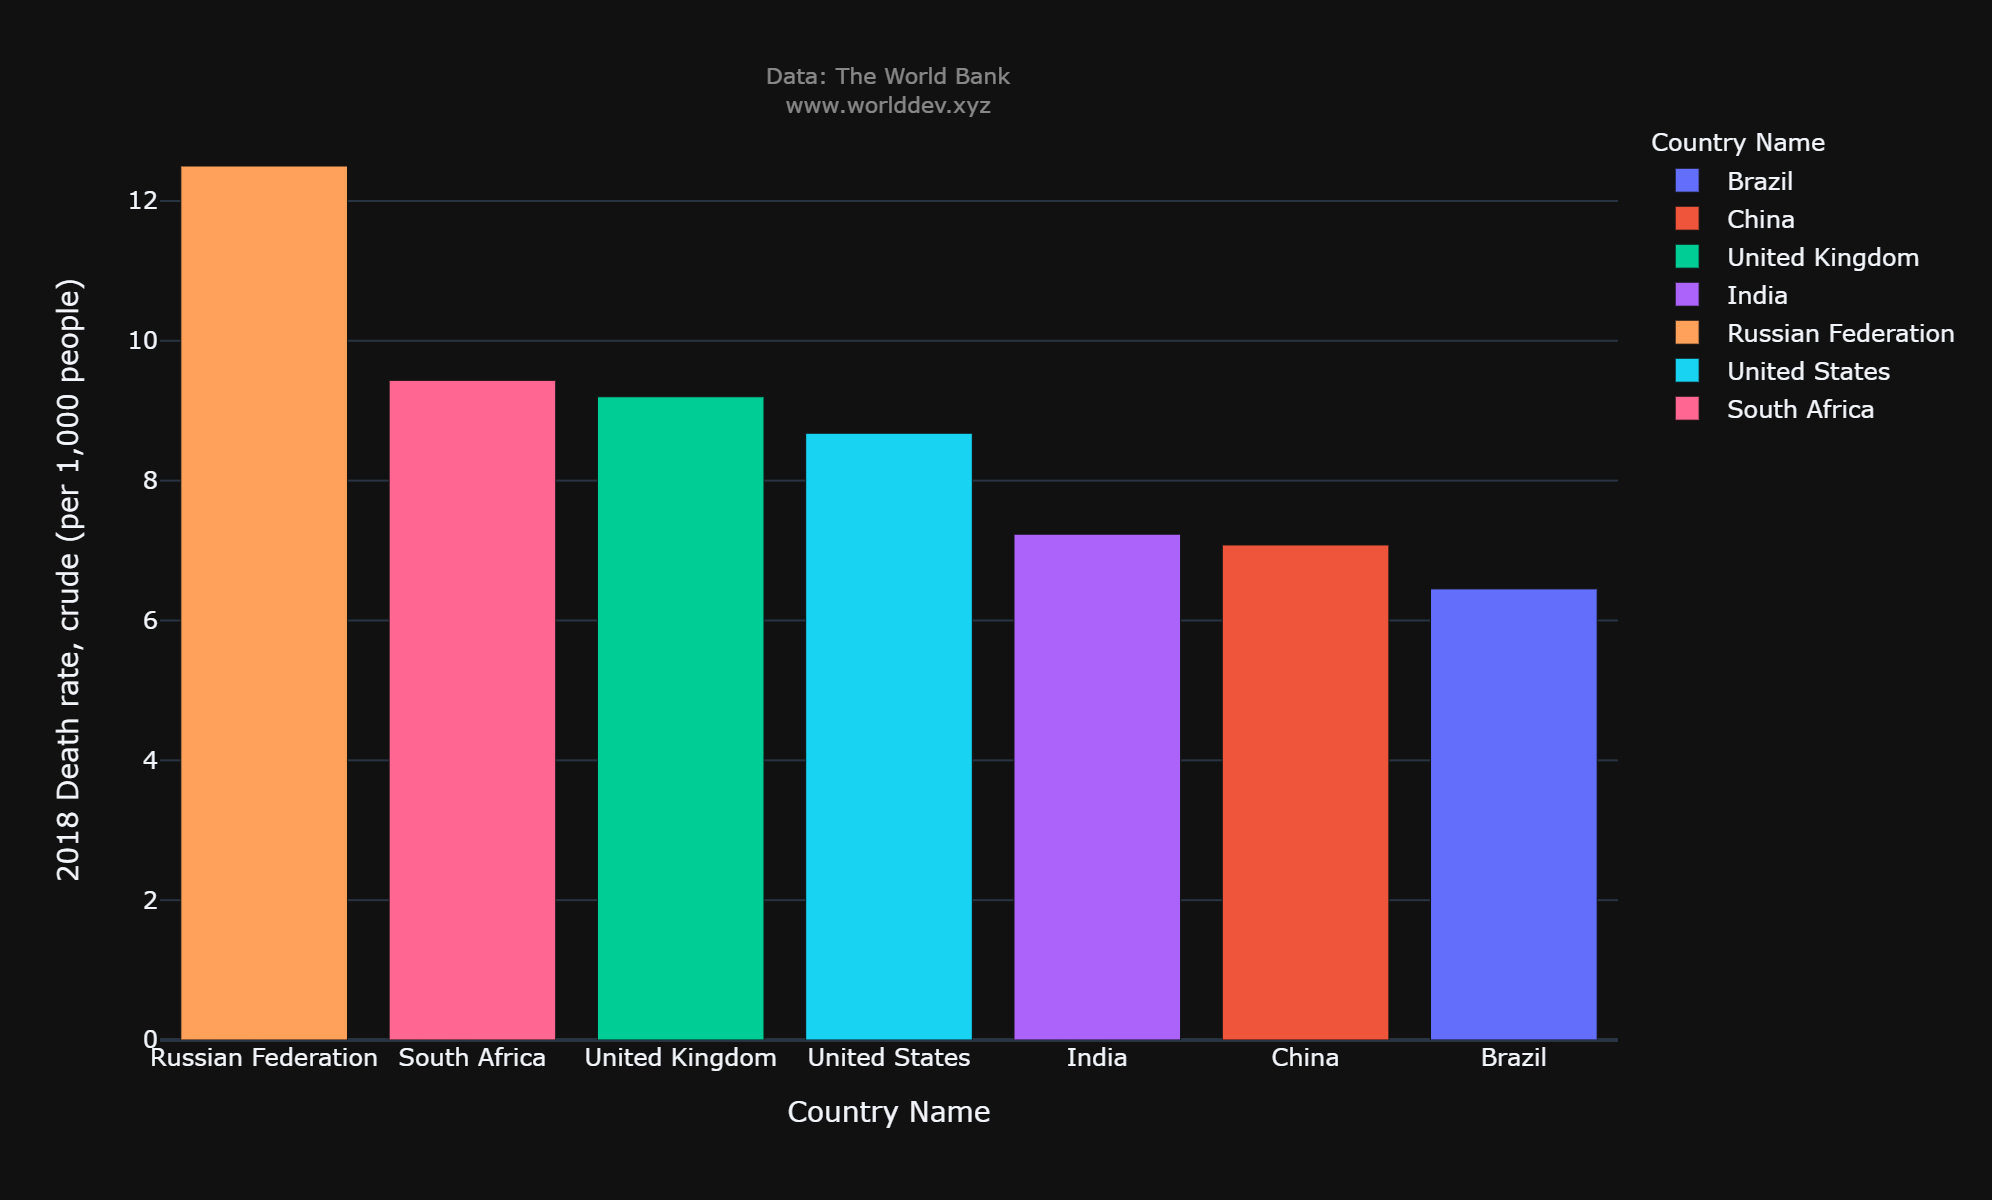 Data: The World Bank
www.worlddev.xyz
2018 Death rate, crude (per 1,000 people)
12
10
8
6
4
2
0
Russian Federation
South Africa
United Kingdom
United States
India
China
Brazil
Country Name
Country Name
Brazil
China
United Kingdom
India
Russian Federation
United States
South Africa